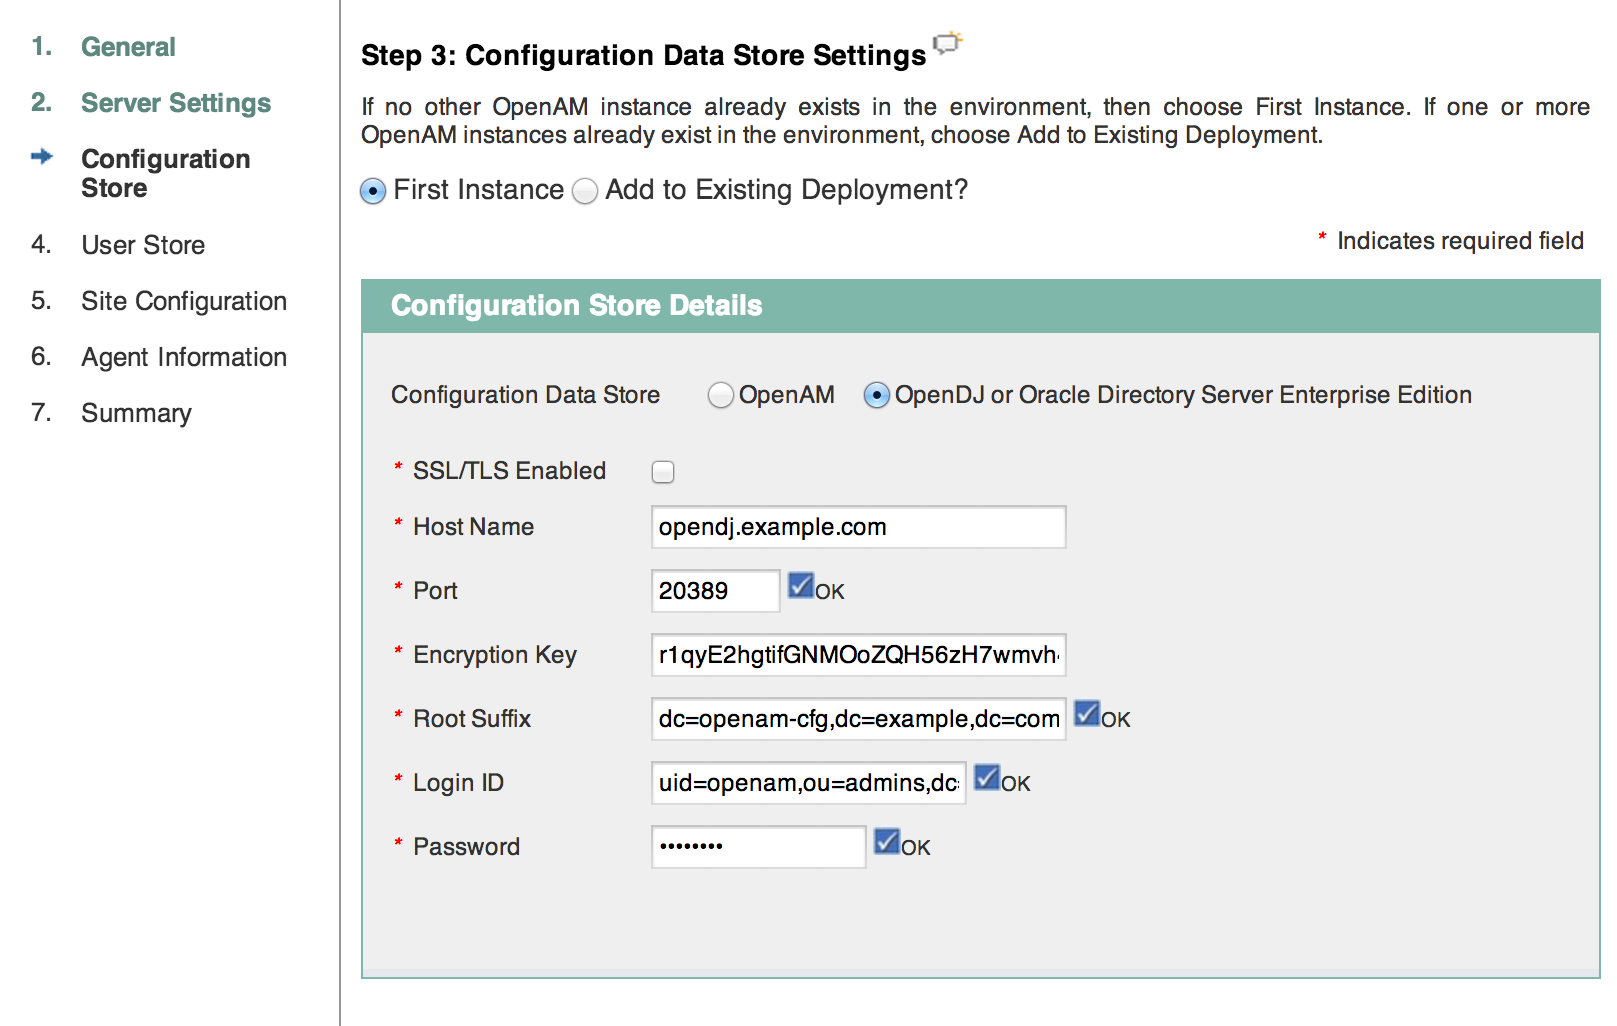 1. General
2. Server Settings
Configuration
Store
4. User Store
5. Site Configuration
6. Agent Information
7. Summary
Step 3: Configuration Data Store Settings
If no other OpenAM instance already exists in the environment, then choose First Instance. If one or more
OpenAM instances already exist in the environment, choose Add to Existing Deployment.
First Instance Add to Existing Deployment?
* Indicates required field
Configuration Store Details
Configuration Data Store OpenAM OpenDJ or Oracle Directory Server Enterprise Edition
* SSL/TLS Enabled
* Host Name opendj.example.com
* Port 20389 OK
* Encryption Key r1qyE2hgtifGNMOoZQH56zH7wmvh
* Root Suffix dc=openam-cfg,dc=example,dc=com OK
* Login ID uid=openam,ou=admins,dc= OK
* Password •••••••• OK